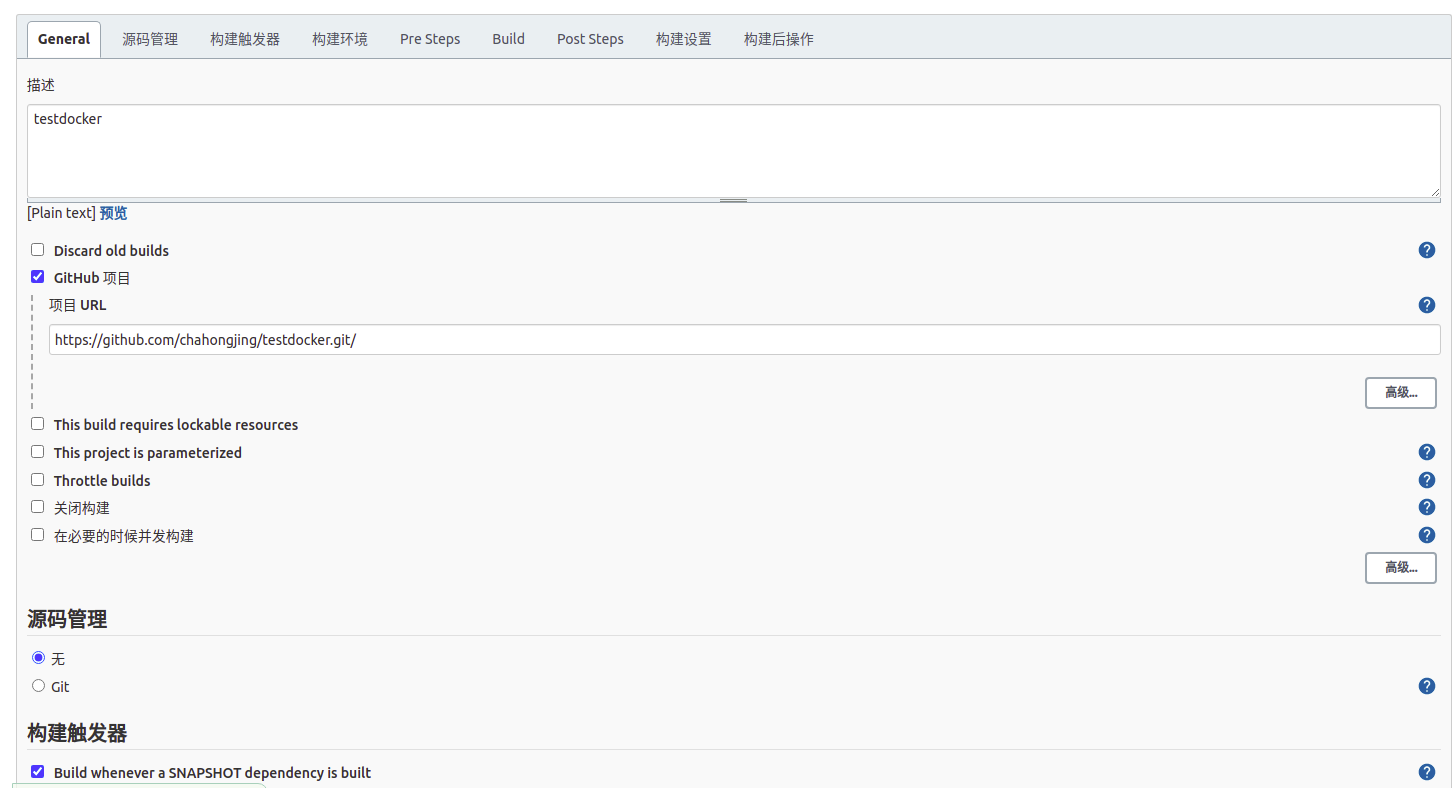 General 源码管理 构建触发器 构建环境 Pre Steps Build Post Steps 构建设置 构建后操作
描述
testdocker
[Plain text] 预览
Discard old builds
GitHub 项目
项目 URL
https://github.com/chahongjing/testdocker.git/
高级...
This build requires lockable resources
This project is parameterized
Throttle builds
关闭构建
在必要的时候并发构建
高级...
源码管理
无
Git
构建触发器
Build whenever a SNAPSHOT dependency is built